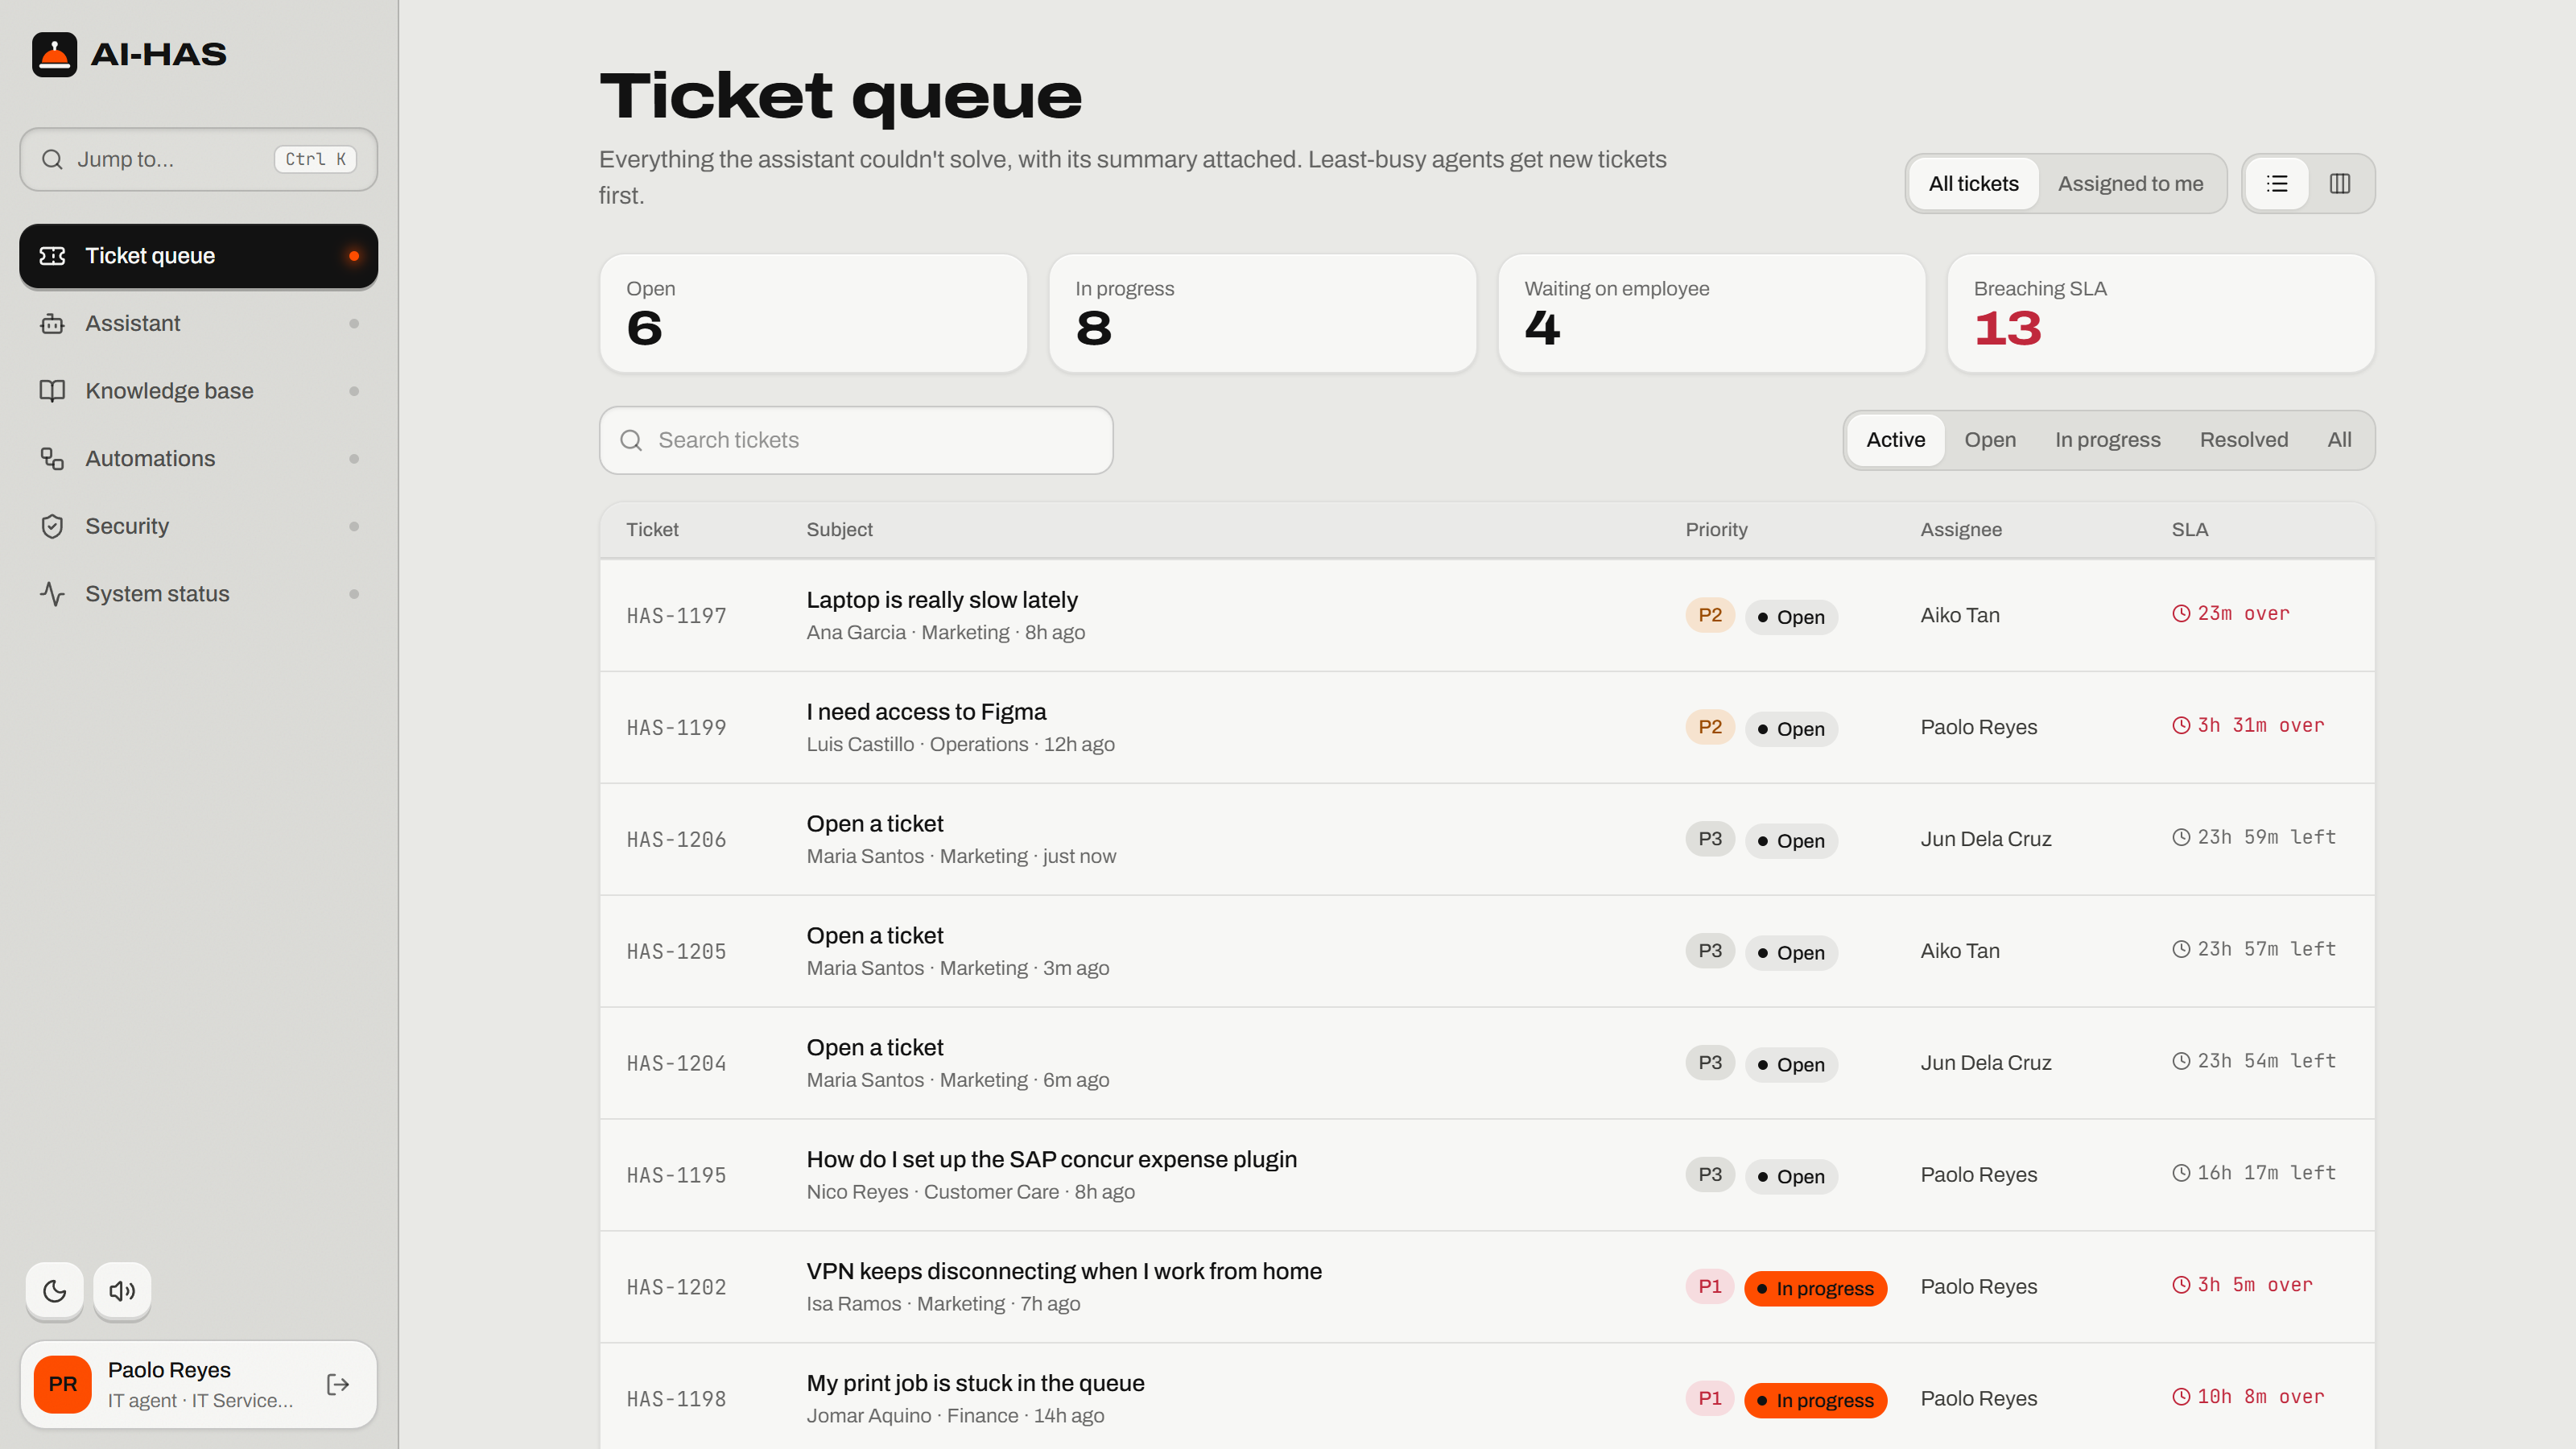 AI-HAS
Jump to...
Ctrl K
Ticket queue
Assistant
Knowledge base
Automations
Security
System status
PR
Paolo Reyes
IT agent · IT Service...
Ticket queue
Everything the assistant couldn't solve, with its summary attached. Least-busy agents get new tickets
first.
All tickets
Assigned to me
Open
6
In progress
8
Waiting on employee
4
Breaching SLA
13
Search tickets
Active
Open
In progress
Resolved
All
Ticket Subject Priority Assignee SLA
HAS-1197 Laptop is really slow lately P2 Open Aiko Tan 23m over
Ana Garcia · Marketing · 8h ago
HAS-1199 I need access to Figma P2 Open Paolo Reyes 3h 31m over
Luis Castillo · Operations · 12h ago
HAS-1206 Open a ticket P3 Open Jun Dela Cruz 23h 59m left
Maria Santos · Marketing · just now
HAS-1205 Open a ticket P3 Open Aiko Tan 23h 57m left
Maria Santos · Marketing · 3m ago
HAS-1204 Open a ticket P3 Open Jun Dela Cruz 23h 54m left
Maria Santos · Marketing · 6m ago
HAS-1195 How do I set up the SAP concur expense plugin P3 Open Paolo Reyes 16h 17m left
Nico Reyes · Customer Care · 8h ago
HAS-1202 VPN keeps disconnecting when I work from home P1 In progress Paolo Reyes 3h 5m over
Isa Ramos · Marketing · 7h ago
HAS-1198 My print job is stuck in the queue P1 In progress Paolo Reyes 10h 8m over
Jomar Aquino · Finance · 14h ago